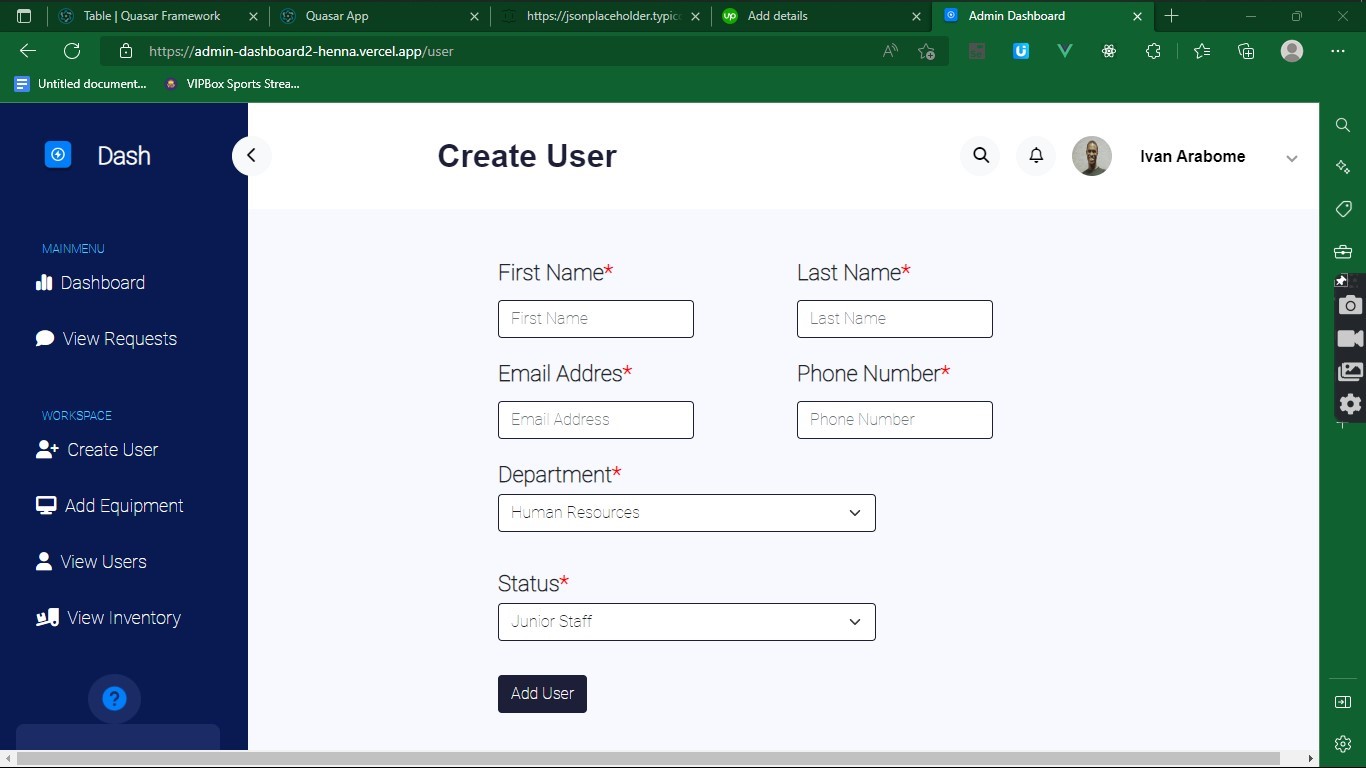 Table | Quasar Framework
Quasar App
https://jsonplaceholder.typic
Add details
Admin Dashboard
https://admin-dashboard2-henna.vercel.app/user
Untitled document...
VIPBox Sports Strea...
Dash
Create User
Ivan Arabome
MAINMENU
Dashboard
View Requests
WORKSPACE
Create User
Add Equipment
View Users
View Inventory
?
First Name*
Last Name*
First Name
Last Name
Email Addres*
Phone Number*
Email Address
Phone Number
Department*
Human Resources
Status*
Junior Staff
Add User